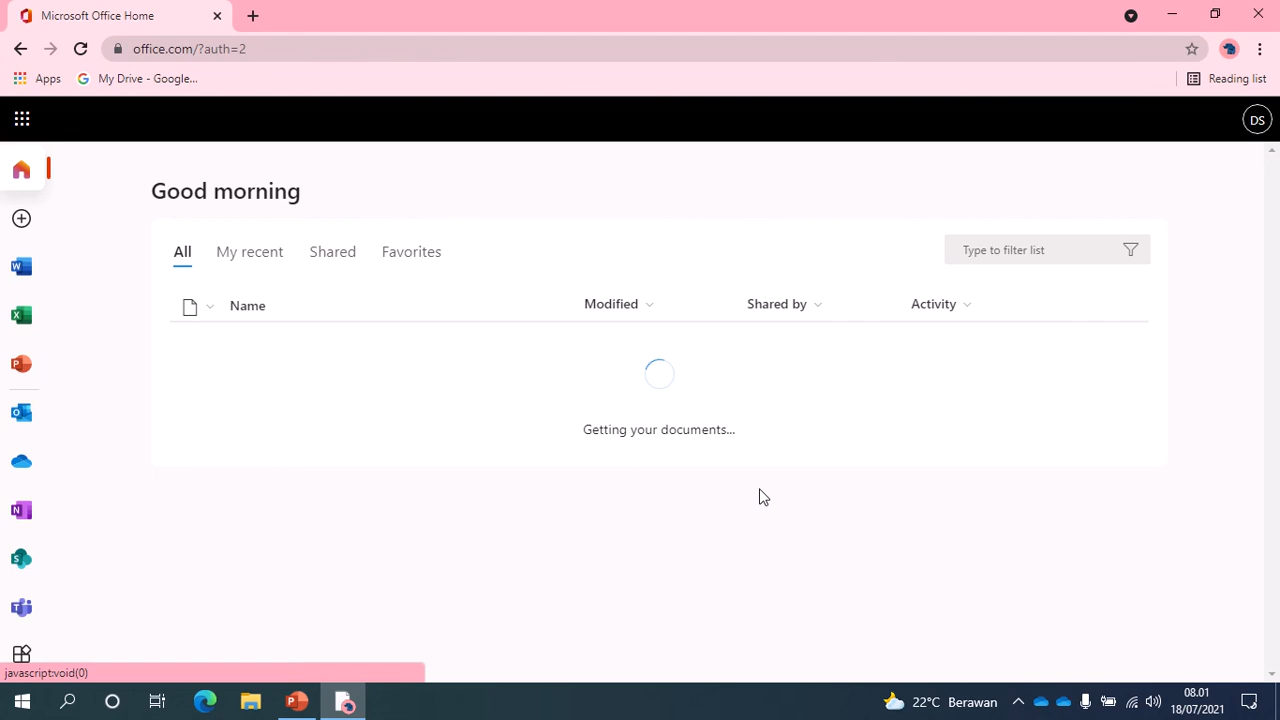 Microsoft Office Home
office.com/?auth=2
Apps
My Drive - Google...
Reading list
DS
Good morning
All
My recent
Shared
Favorites
Type to filter list
Name
Modified
Shared by
Activity
Getting your documents...
javascript:void(0)
22°C Berawan
08.01
18/07/2021